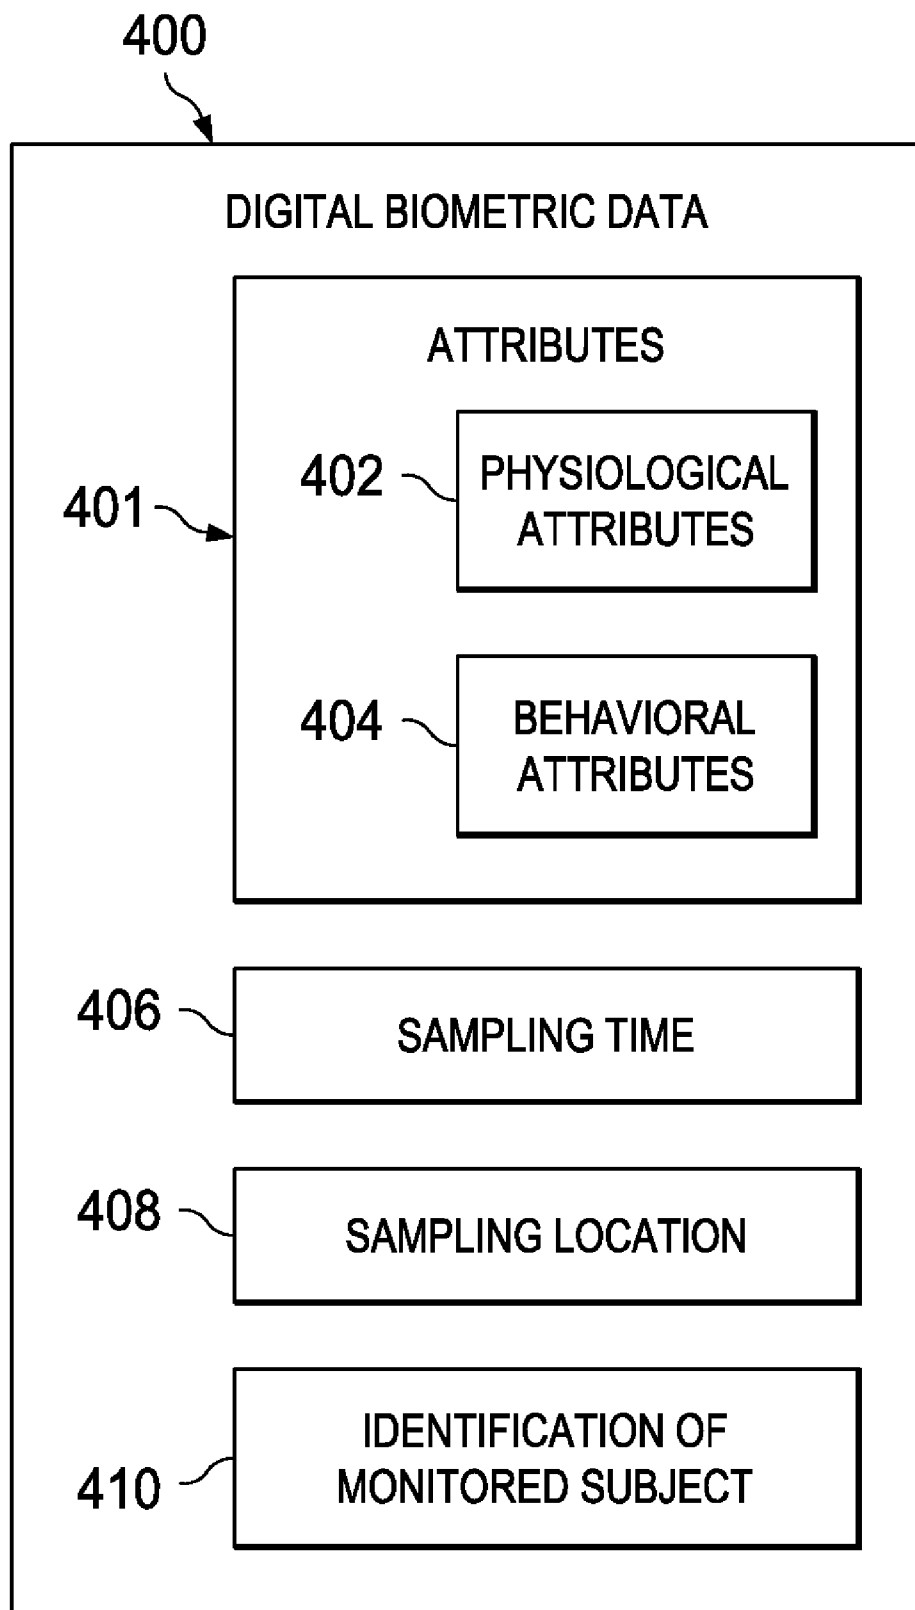 400
DIGITAL BIOMETRIC DATA
ATTRIBUTES
402
PHYSIOLOGICAL
ATTRIBUTES
401
404
BEHAVIORAL
ATTRIBUTES
406
SAMPLING TIME
408
SAMPLING LOCATION
410
IDENTIFICATION OF
MONITORED SUBJECT